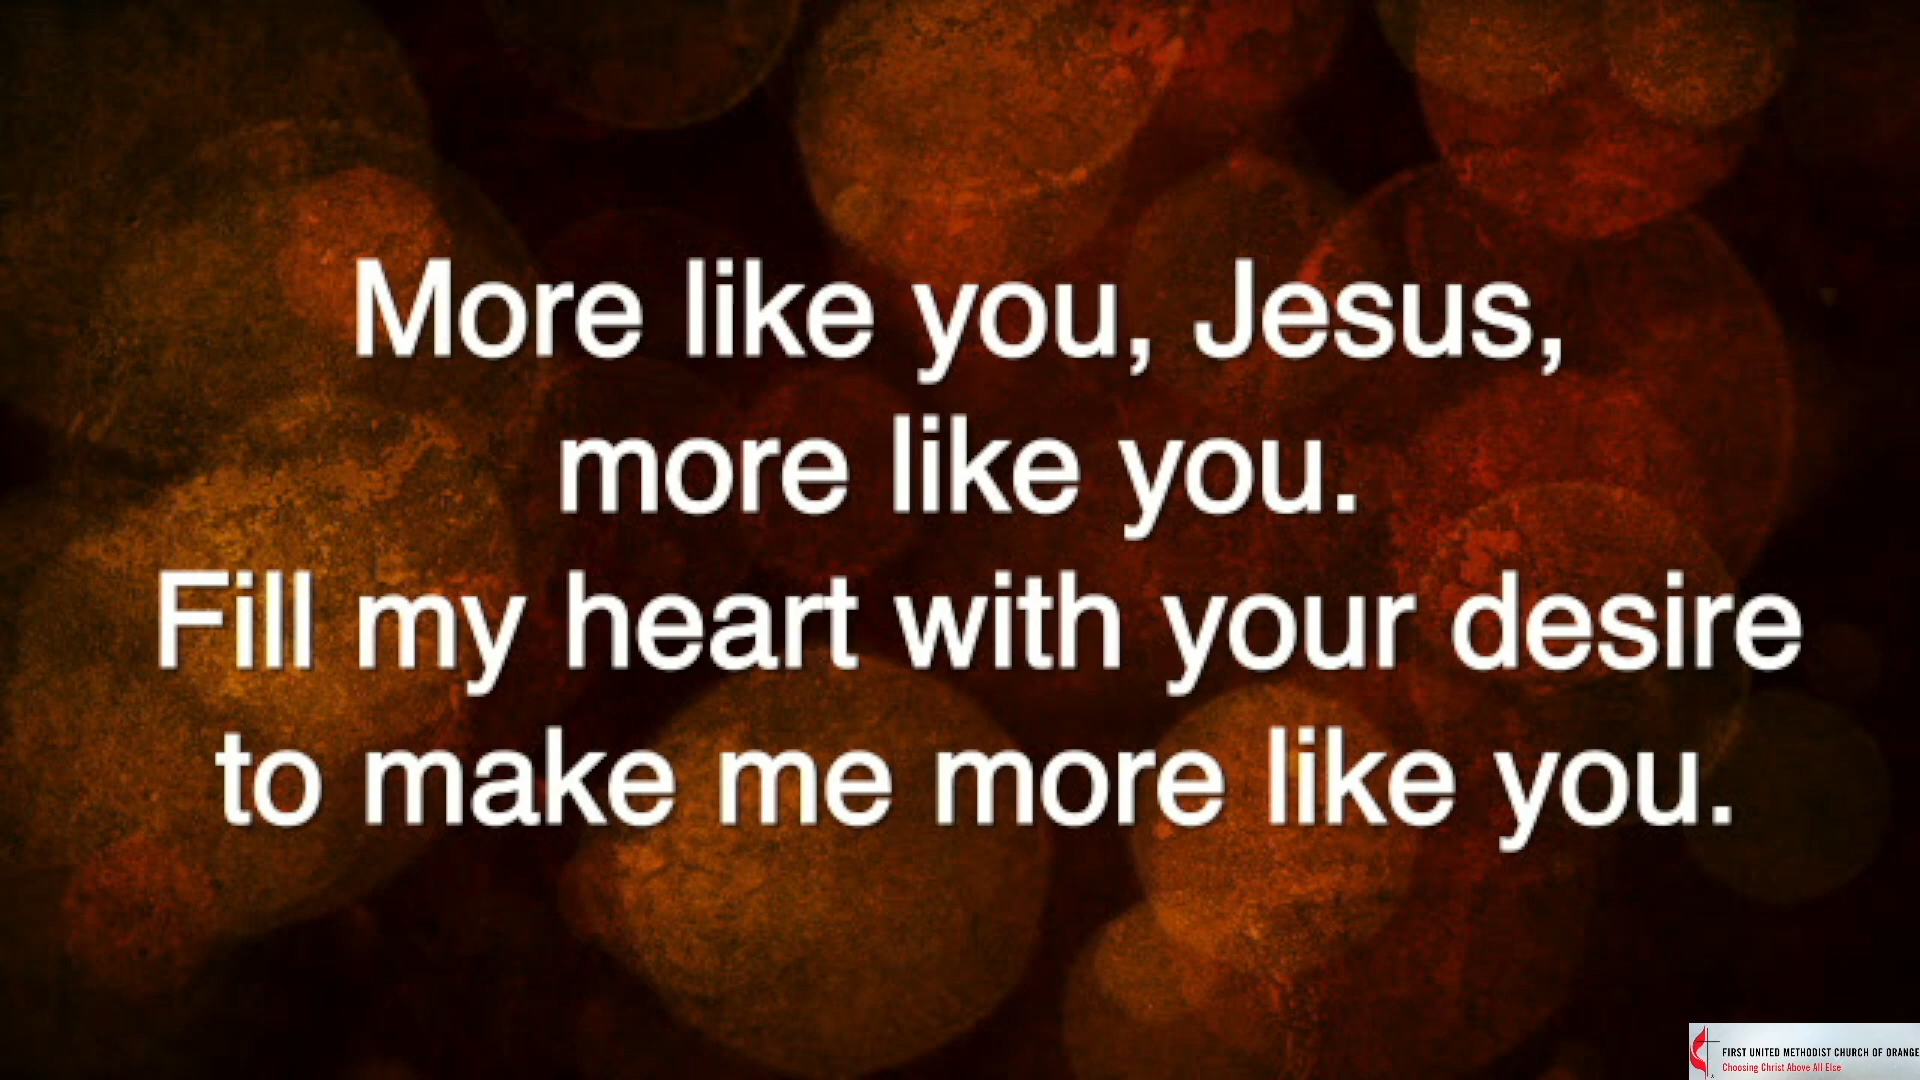 More like you, Jesus,
more like you.
Fill my heart with your desire
to make me more like you.
FIRST UNITED METHODIST CHURCH OF ORANGE
Choosing Christ Above All Else